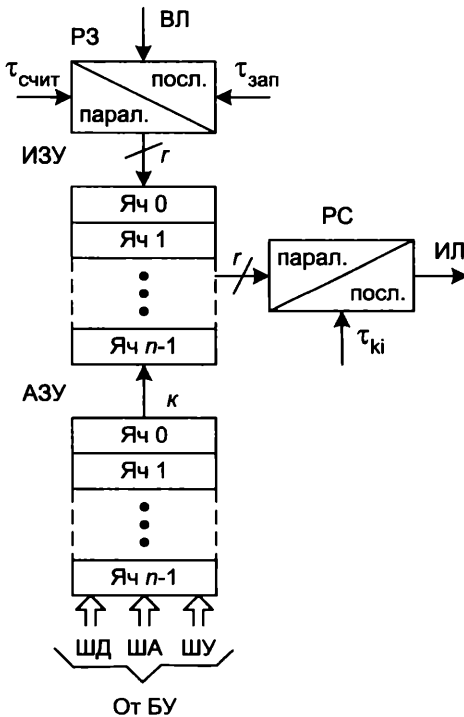 РЗ
ВЛ
τсчит
посл.
парал.
τзап
ИЗУ
r
Яч 0
Яч 1
Яч n-1
r
РС
парал.
посл.
ИЛ
τki
АЗУ
к
Яч 0
Яч 1
Яч n-1
ШД ША ШУ
От БУ